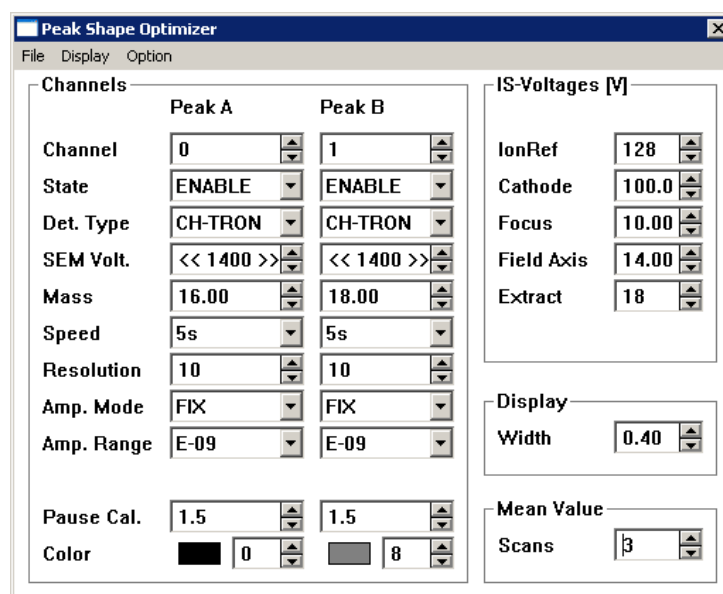 Peak Shape Optimizer
File Display Option
Channels
Peak A Peak B
Channel 0 1
State ENABLE ENABLE
Det. Type CH-TRON CH-TRON
SEM Volt. << 1400 >> << 1400 >>
Mass 16.00 18.00
Speed 5s 5s
Resolution 10 10
Amp. Mode FIX FIX
Amp. Range E-09 E-09
Pause Cal. 1.5 1.5
Color 0 8
IS-Voltages [V]
IonRef 128
Cathode 100.0
Focus 10.00
Field Axis 14.00
Extract 18
Display
Width 0.40
Mean Value
Scans 3